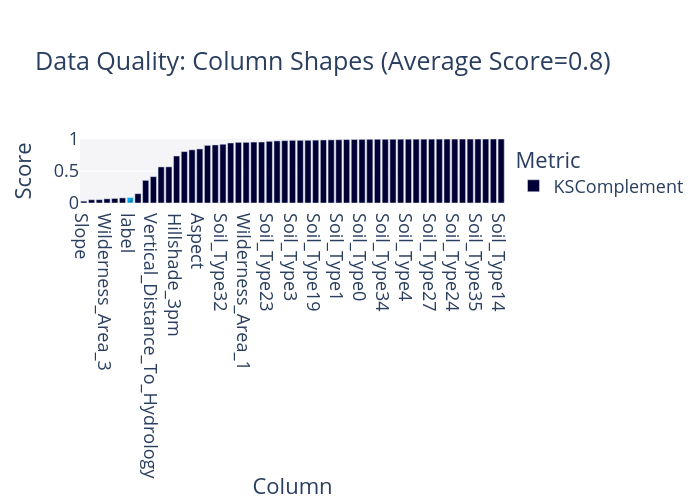 Data Quality: Column Shapes (Average Score=0.8)
Score
1
0.5
0
Metric
KSComplement
Slope
Wilderness_Area_3
label
Vertical_Distance_To_Hydrology
Hillshade_3pm
Aspect
Soil_Type32
Wilderness_Area_1
Soil_Type23
Soil_Type3
Soil_Type19
Soil_Type1
Soil_Type0
Soil_Type34
Soil_Type4
Soil_Type27
Soil_Type24
Soil_Type35
Soil_Type14
Column